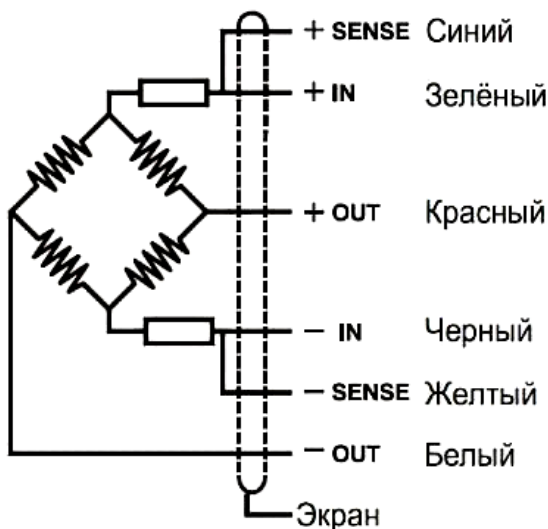 + SENSE Синий
+ IN Зелёный
+ OUT Красный
− IN Черный
− SENSE Желтый
− OUT Белый
Экран